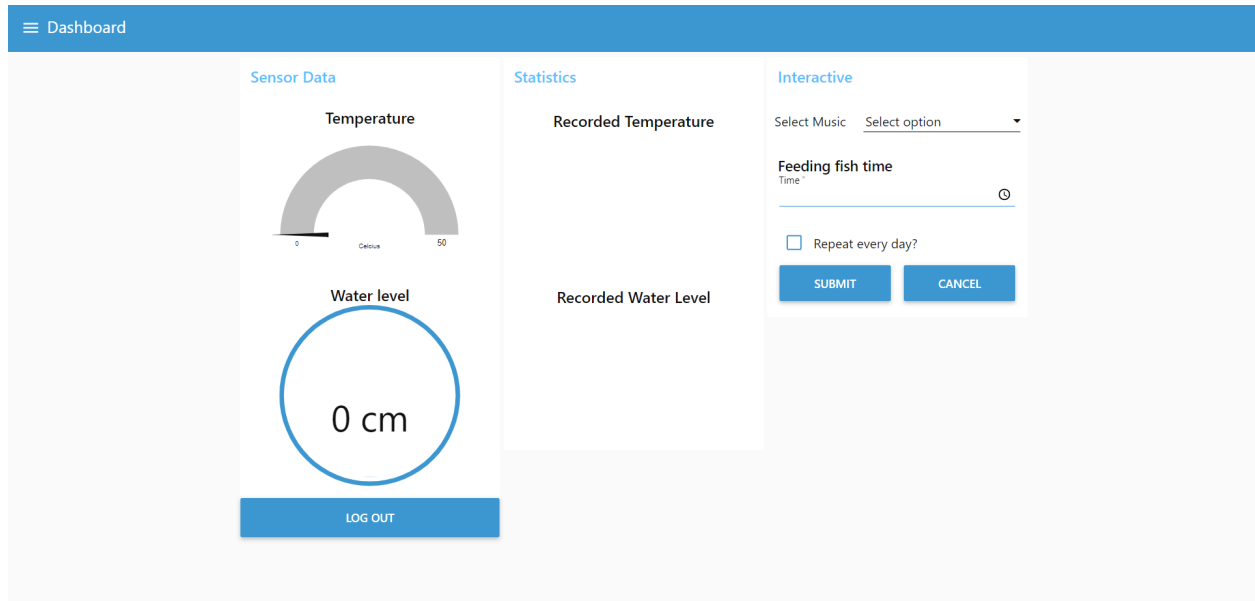 Dashboard
Sensor Data
Temperature
0
Celcius
50
Water level
0 cm
LOG OUT
Statistics
Recorded Temperature
Recorded Water Level
Interactive
Select Music Select option
Feeding fish time
Time *
Repeat every day?
SUBMIT CANCEL